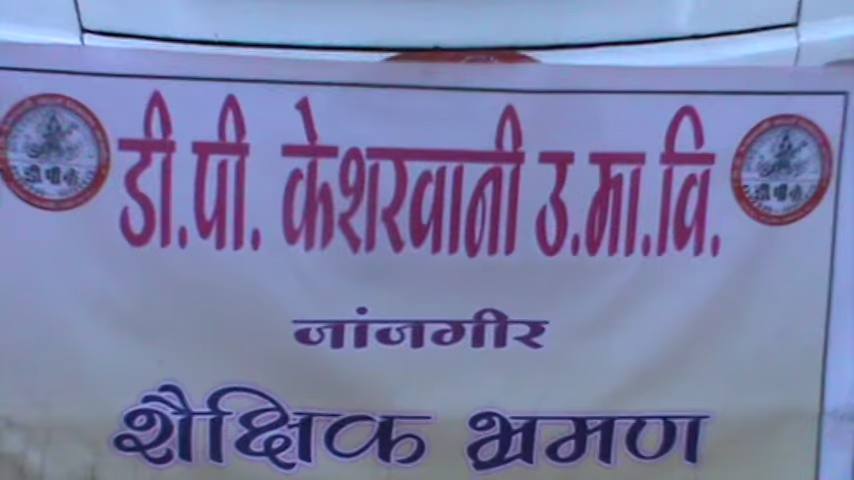 डी.पी. केशरवानी उ.मा.वि.
जांजगीर
शैक्षिक भ्रमण